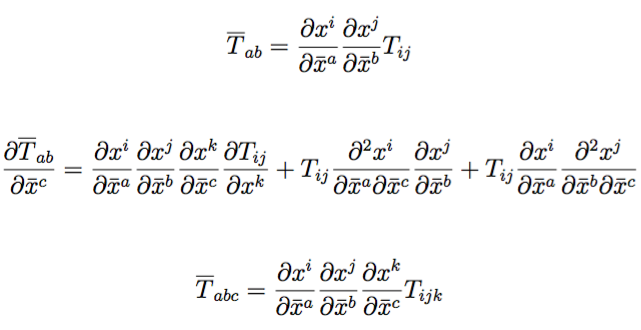 $$\overline{T}_{ab} = \frac{\partial x^i}{\partial \bar{x}^a} \frac{\partial x^j}{\partial \bar{x}^b} T_{ij}$$
$$\frac{\partial \overline{T}_{ab}}{\partial \bar{x}^c} = \frac{\partial x^i}{\partial \bar{x}^a} \frac{\partial x^j}{\partial \bar{x}^b} \frac{\partial x^k}{\partial \bar{x}^c} \frac{\partial T_{ij}}{\partial x^k} + T_{ij} \frac{\partial^2 x^i}{\partial \bar{x}^a \partial \bar{x}^c} \frac{\partial x^j}{\partial \bar{x}^b} + T_{ij} \frac{\partial x^i}{\partial \bar{x}^a} \frac{\partial^2 x^j}{\partial \bar{x}^b \partial \bar{x}^c}$$
$$\overline{T}_{abc} = \frac{\partial x^i}{\partial \bar{x}^a} \frac{\partial x^j}{\partial \bar{x}^b} \frac{\partial x^k}{\partial \bar{x}^c} T_{ijk}$$